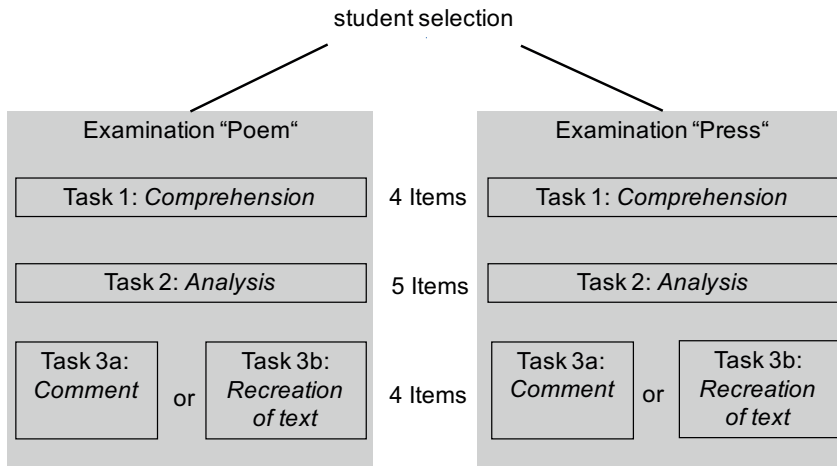 student selection
Examination “Poem“
Task 1: Comprehension
Task 2: Analysis
Task 3a:
Comment
or
Task 3b:
Recreation
of text
4 Items
5 Items
4 Items
Examination “Press“
Task 1: Comprehension
Task 2: Analysis
Task 3a:
Comment
or
Task 3b:
Recreation
of text